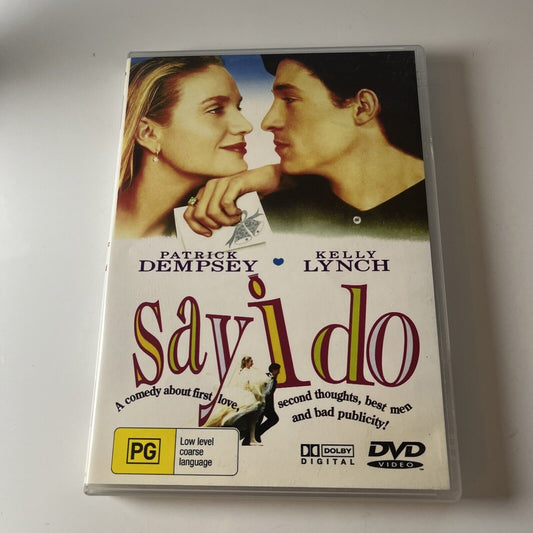 PATRICK DEMPSEY
KELLY LYNCH
say i do
A comedy about first love,
second thoughts, best men
and bad publicity!
PG
Low level
coarse
language
DOLBY
DIGITAL
DVD
VIDEO